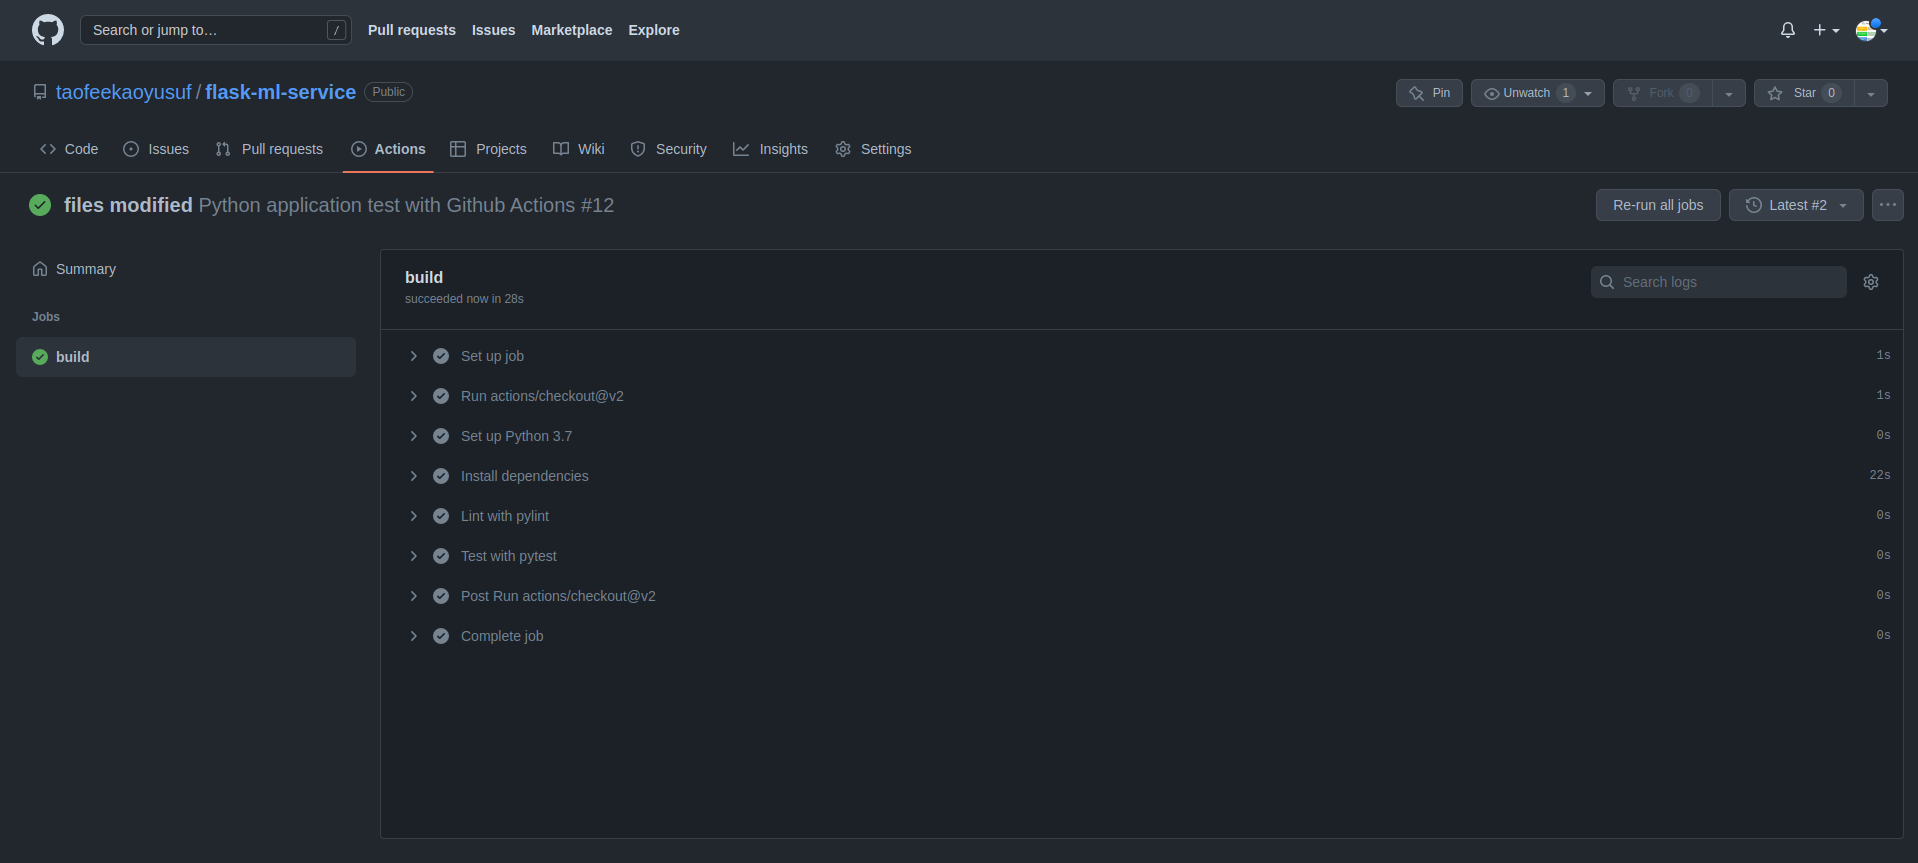 Search or jump to… / Pull requests Issues Marketplace Explore
taofeekaoyusuf / flask-ml-service Public Pin Unwatch 1 Fork 0 Star 0
Code Issues Pull requests Actions Projects Wiki Security Insights Settings
files modified Python application test with Github Actions #12 Re-run all jobs Latest #2
Summary
Jobs
build
build
succeeded now in 28s
Search logs
Set up job 1s
Run actions/checkout@v2 1s
Set up Python 3.7 0s
Install dependencies 22s
Lint with pylint 0s
Test with pytest 0s
Post Run actions/checkout@v2 0s
Complete job 0s